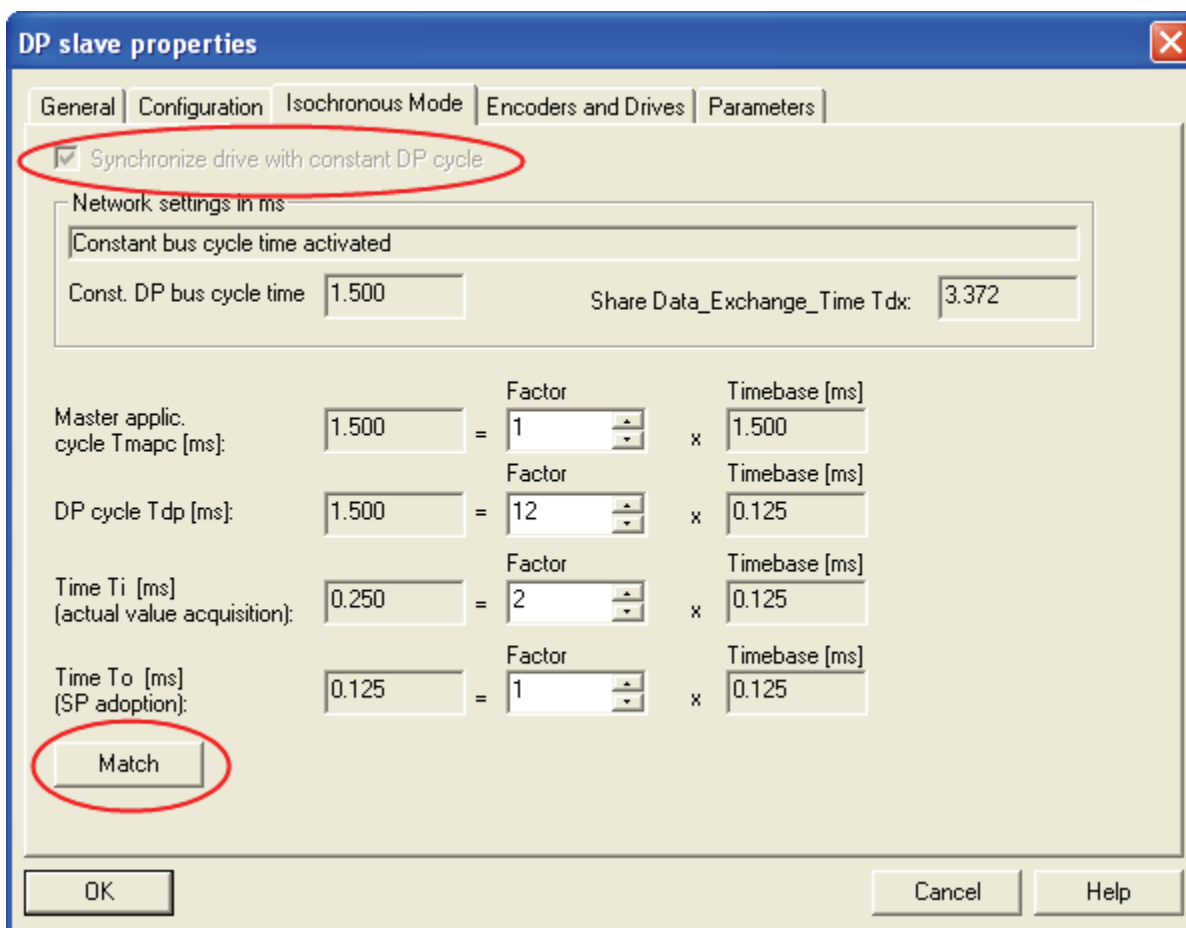 DP slave properties
General Configuration Isochronous Mode Encoders and Drives Parameters
Synchronize drive with constant DP cycle
Network settings in ms
Constant bus cycle time activated
Const. DP bus cycle time 1.500 Share Data_Exchange_Time Tdx: 3.372
Factor Timebase [ms]
Master applic.
cycle Tmapc [ms]: 1.500 = 1 x 1.500
Factor Timebase [ms]
DP cycle Tdp [ms]: 1.500 = 12 x 0.125
Factor Timebase [ms]
Time Ti [ms]
(actual value acquisition): 0.250 = 2 x 0.125
Factor Timebase [ms]
Time To [ms]
(SP adoption): 0.125 = 1 x 0.125
Match
OK Cancel Help